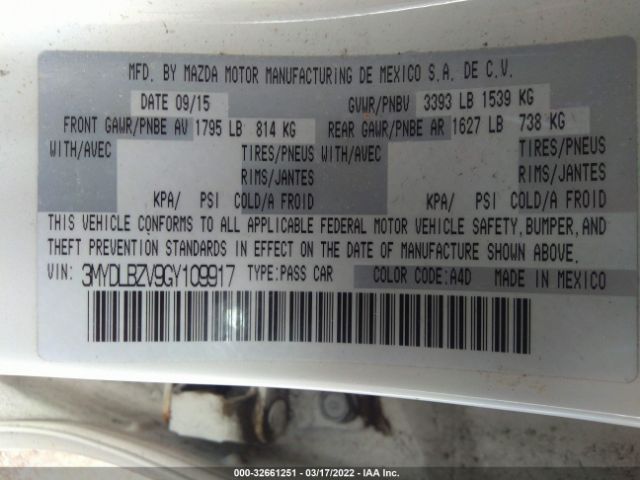 MFD. BY MAZDA MOTOR MANUFACTURING DE MEXICO S.A. DE C.V.
DATE 09/15 GVWR/PNBV 3393 LB 1539 KG
FRONT GAWR/PNBE AV 1795 LB 814 KG REAR GAWR/PNBE AR 1627 LB 738 KG
WITH/AVEC TIRES/PNEUS WITH/AVEC TIRES/PNEUS
RIMS/JANTES RIMS/JANTES
KPA/ PSI COLD/A FROID KPA/ PSI COLD/A FROID
THIS VEHICLE CONFORMS TO ALL APPLICABLE FEDERAL MOTOR VEHICLE SAFETY, BUMPER, AND
THEFT PREVENTION STANDARDS IN EFFECT ON THE DATE OF MANUFACTURE SHOWN ABOVE.
VIN: 3MYDLBZV9GY109917 TYPE:PASS CAR COLOR CODE:A4D MADE IN MEXICO
000-32661251 - 03/17/2022 - IAA Inc.